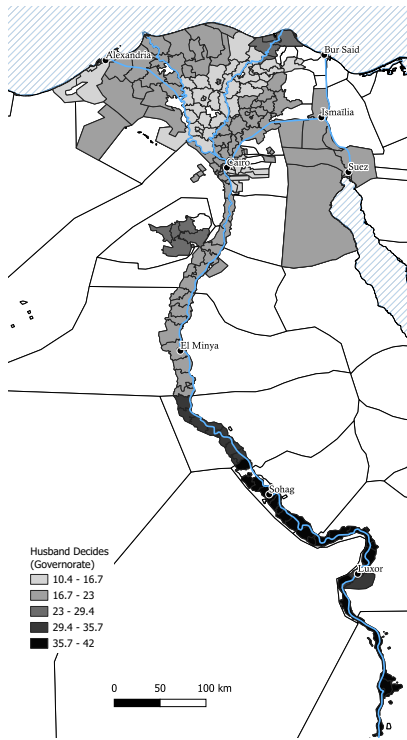 Alexandria
Bur Said
Ismaïlia
Cairo
Suez
El Minya
Sohag
Luxor
Husband Decides
(Governorate)
10.4 - 16.7
16.7 - 23
23 - 29.4
29.4 - 35.7
35.7 - 42
0 50 100 km